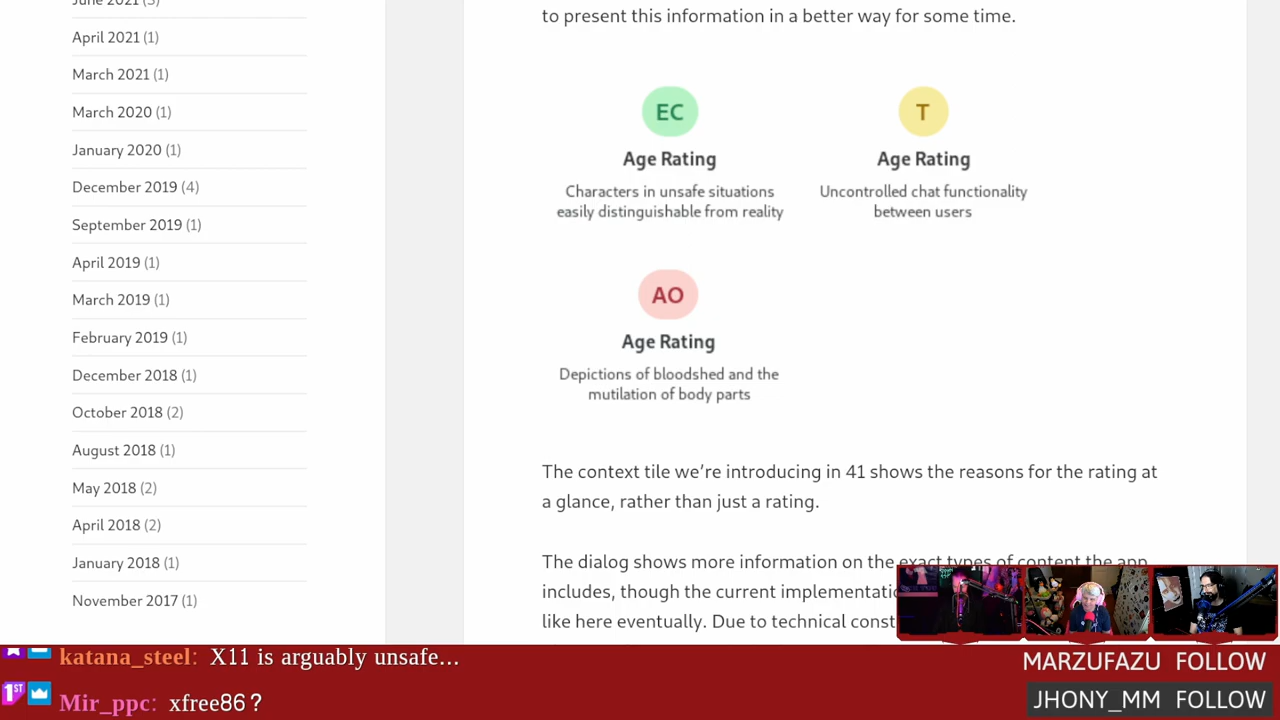 June 2021 (3)
April 2021 (1)
March 2021 (1)
March 2020 (1)
January 2020 (1)
December 2019 (4)
September 2019 (1)
April 2019 (1)
March 2019 (1)
February 2019 (1)
December 2018 (1)
October 2018 (2)
August 2018 (1)
May 2018 (2)
April 2018 (2)
January 2018 (1)
November 2017 (1)
to present this information in a better way for some time.
EC
Age Rating
Characters in unsafe situations
easily distinguishable from reality
T
Age Rating
Uncontrolled chat functionality
between users
AO
Age Rating
Depictions of bloodshed and the
mutilation of body parts
The context tile we're introducing in 41 shows the reasons for the rating at
a glance, rather than just a rating.
The dialog shows more information on the exact types of content the app
includes, though the current implementati
like here eventually. Due to technical const
katana_steel: X11 is arguably unsafe...
1ST Mir_ppc: xfree86 ?
MARZUFAZU FOLLOW
JHONY_MM FOLLOW